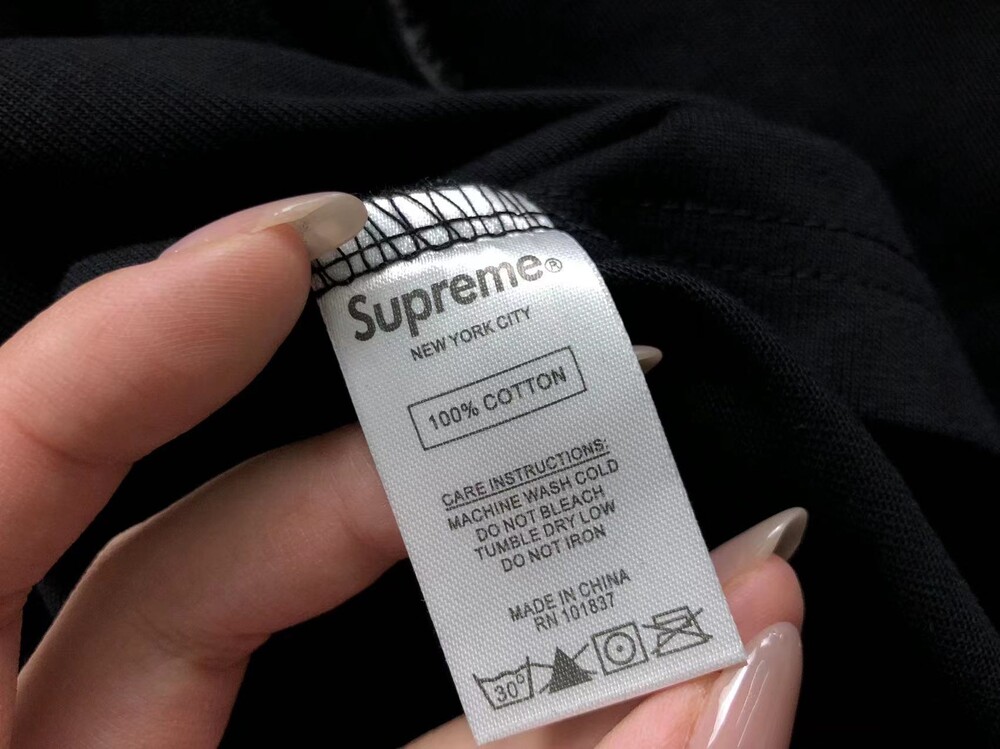 Supreme®
NEW YORK CITY
100% COTTON
CARE INSTRUCTIONS:
MACHINE WASH COLD
DO NOT BLEACH
TUMBLE DRY LOW
DO NOT IRON
MADE IN CHINA
RN 101837
30°